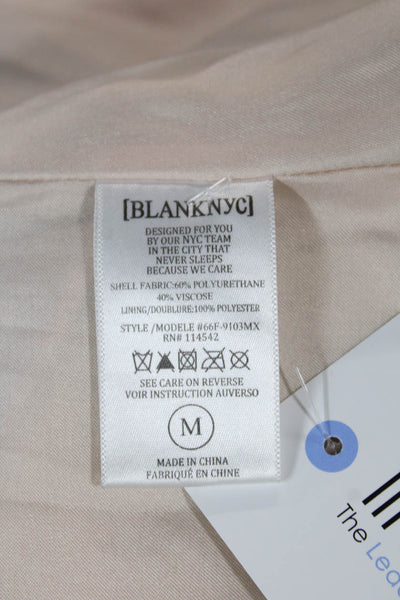 [BLANKNYC]
DESIGNED FOR YOU
BY OUR NYC TEAM
IN THE CITY THAT
NEVER SLEEPS
BECAUSE WE CARE
SHELL FABRIC:60% POLYURETHANE
40% VISCOSE
LINING/DOUBLURE:100% POLYESTER
STYLE /MODELE #66F-9103MX
RN# 114542
SEE CARE ON REVERSE
VOIR INSTRUCTION AUVERSO
M
MADE IN CHINA
FABRIQUÉ EN CHINE
The